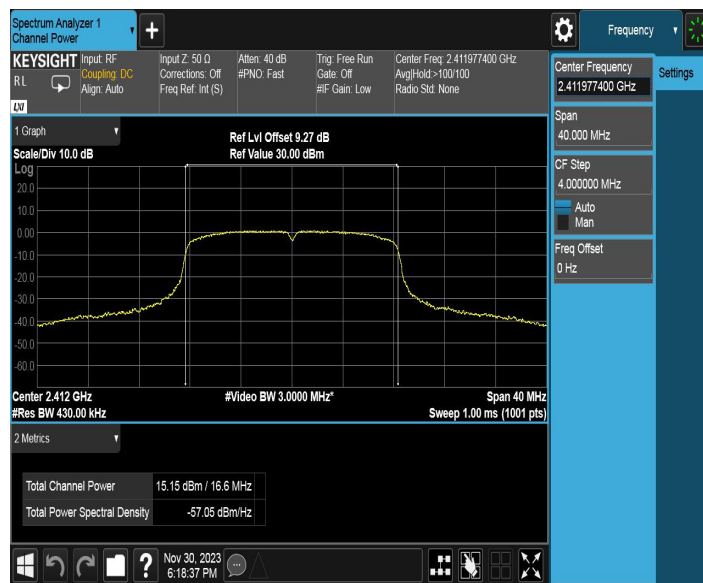 Spectrum Analyzer 1
Channel Power
+
Frequency
KEYSIGHT
RL
LXI
Input: RF
Coupling: DC
Align: Auto
Input Z: 50 Ω
Corrections: Off
Freq Ref: Int (S)
Atten: 40 dB
#PNO: Fast
Trig: Free Run
Gate: Off
#IF Gain: Low
Center Freq: 2.411977400 GHz
Avg|Hold:>100/100
Radio Std: None
Center Frequency
2.411977400 GHz
Settings
Span
40.000 MHz
CF Step
4.000000 MHz
Auto
Man
Freq Offset
0 Hz
1 Graph
Scale/Div 10.0 dB
Ref Lvl Offset 9.27 dB
Ref Value 30.00 dBm
Log
20.0
10.0
0.00
-10.0
-20.0
-30.0
-40.0
-50.0
-60.0
Center 2.412 GHz
#Video BW 3.0000 MHz*
Span 40 MHz
#Res BW 430.00 kHz
Sweep 1.00 ms (1001 pts)
2 Metrics
Total Channel Power 15.15 dBm / 16.6 MHz
Total Power Spectral Density -57.05 dBm/Hz
?
Nov 30, 2023
6:18:37 PM